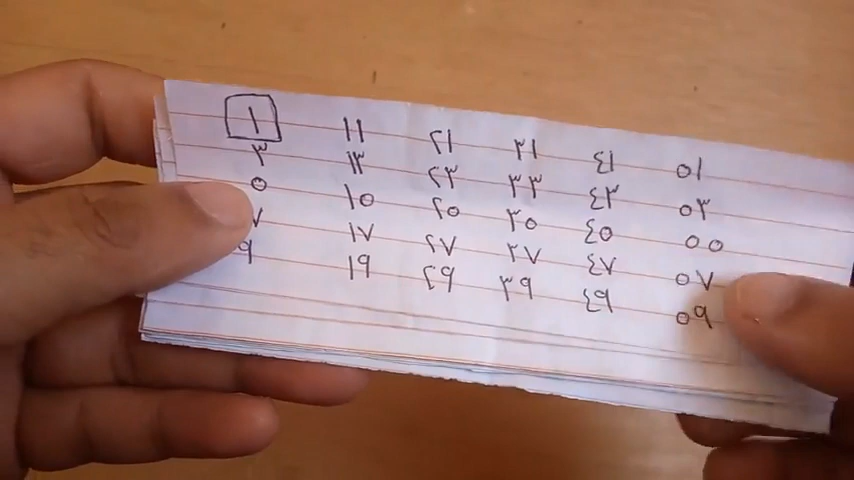 ١ ١١ ٢١ ٣١ ٤١ ٥١
٣ ١٣ ٢٣ ٣٣ ٤٣ ٥٣
٥ ١٥ ٢٥ ٣٥ ٤٥ ٥٥
٧ ١٧ ٢٧ ٣٧ ٤٧ ٥٧
٩ ١٩ ٢٩ ٣٩ ٤٩ ٥٩